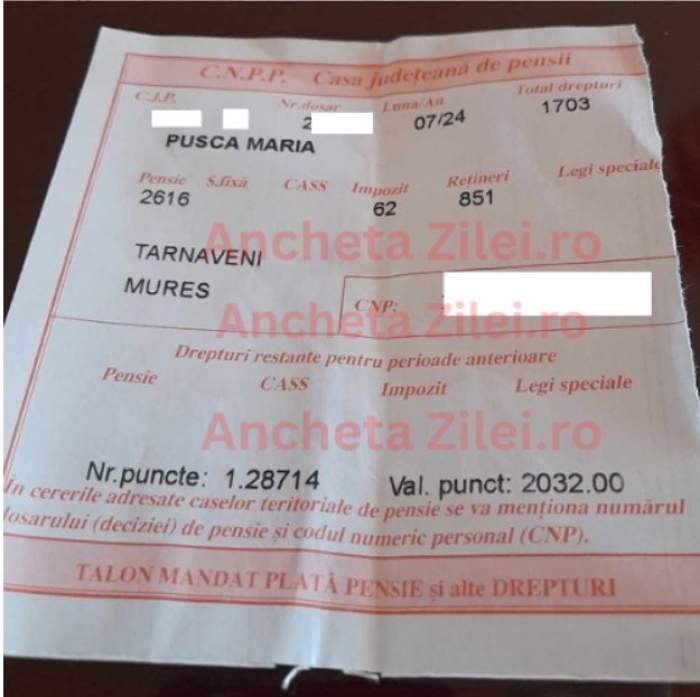 C.N.P.P. Casa județeană de pensii
C.J.P. Nr.dosar Luna/An Total drepturi
2 07/24 1703
PUSCA MARIA
Pensie S.fixă CASS Impozit Rețineri Legi speciale
2616 62 851
Ancheta Zilei.ro
TARNAVENI
MURES
CNP:
Ancheta Zilei.ro
Drepturi restante pentru perioade anterioare
Pensie CASS Impozit Legi speciale
Ancheta Zilei.ro
Nr.puncte: 1.28714 Val. punct: 2032.00
În cererile adresate caselor teritoriale de pensie se va menționa numărul
dosarului (deciziei) de pensie și codul numeric personal (CNP).
TALON MANDAT PLATĂ PENSIE și alte DREPTURI